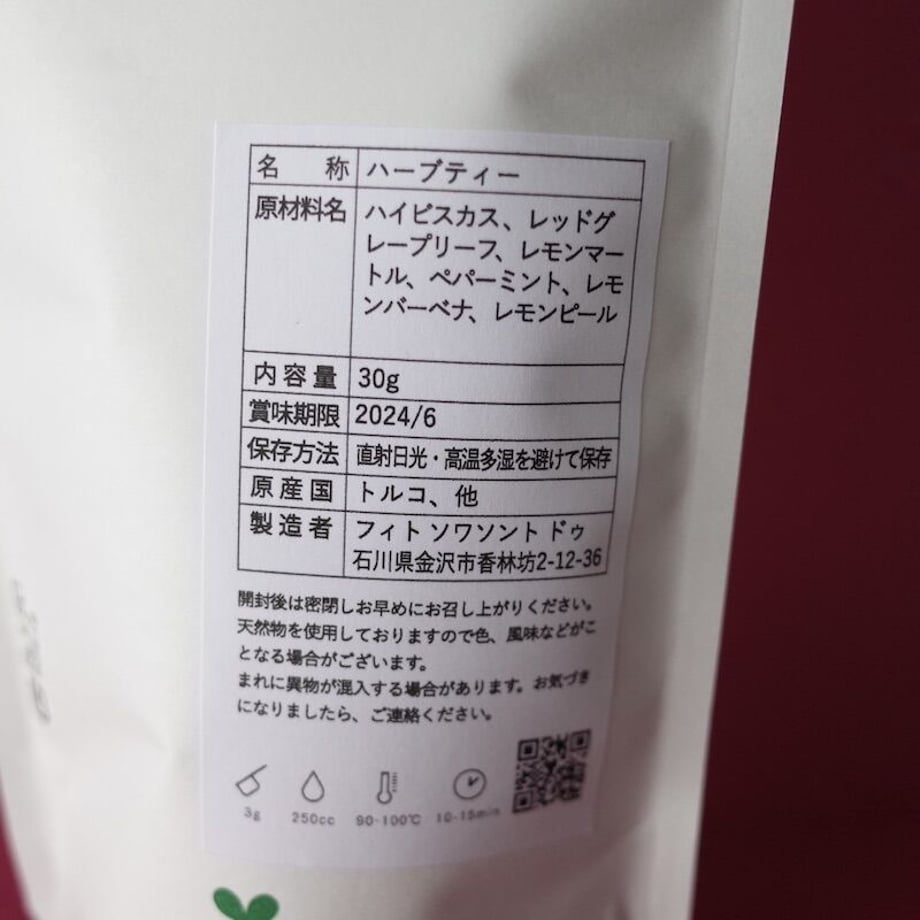 名 称 ハーブティー
原材料名 ハイビスカス、レッドグ
レープリーフ、レモンマー
トル、ペパーミント、レモ
ンバーベナ、レモンピール
内容量 30g
賞味期限 2024/6
保存方法 直射日光・高温多湿を避けて保存
原産国 トルコ、他
製造者 フィト ソワソント ドゥ
石川県金沢市香林坊2-12-36
開封後は密閉しお早めにお召し上がりください。
天然物を使用しておりますので色、風味などがこ
となる場合がございます。
まれに異物が混入する場合があります。お気づき
になりましたら、ご連絡ください。
3g 250cc 90-100℃ 10-15min